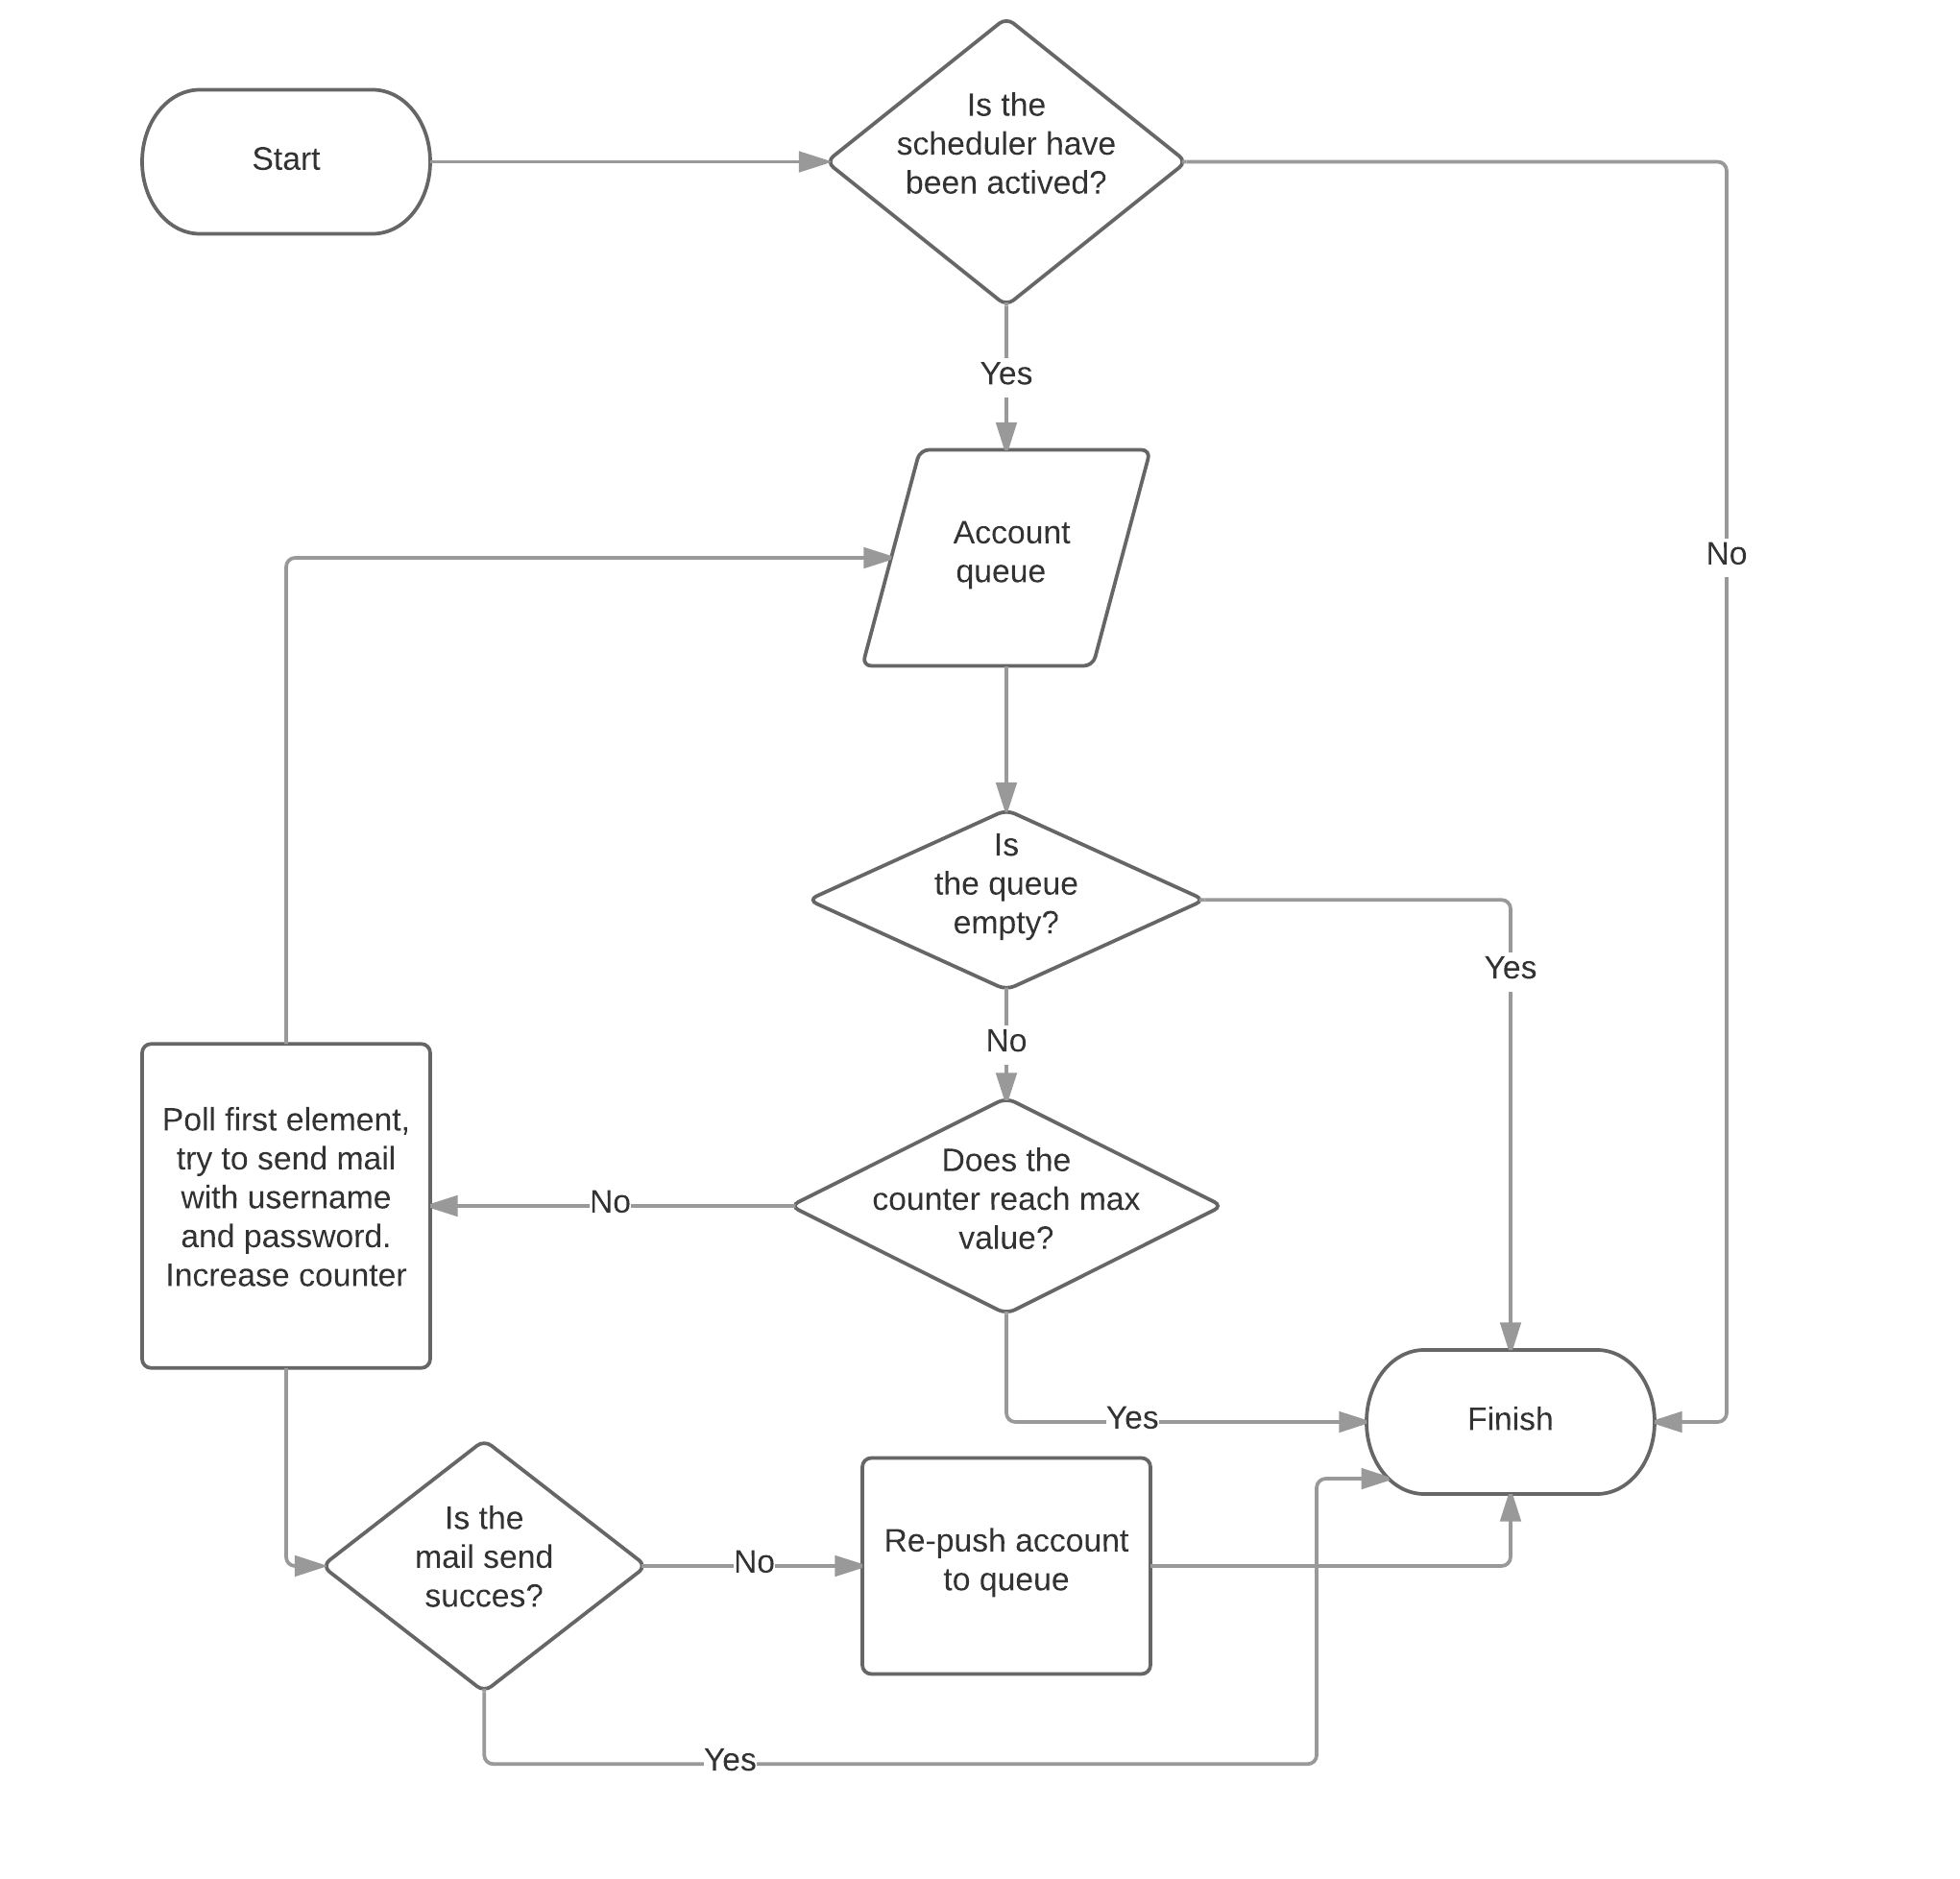 Start
Is the
scheduler have
been actived?
Yes
No
Account
queue
Is
the queue
empty?
Yes
No
Does the
counter reach max
value?
No
Yes
Poll first element,
try to send mail
with username
and password.
Increase counter
Finish
Is the
mail send
succes?
No
Re-push account
to queue
Yes